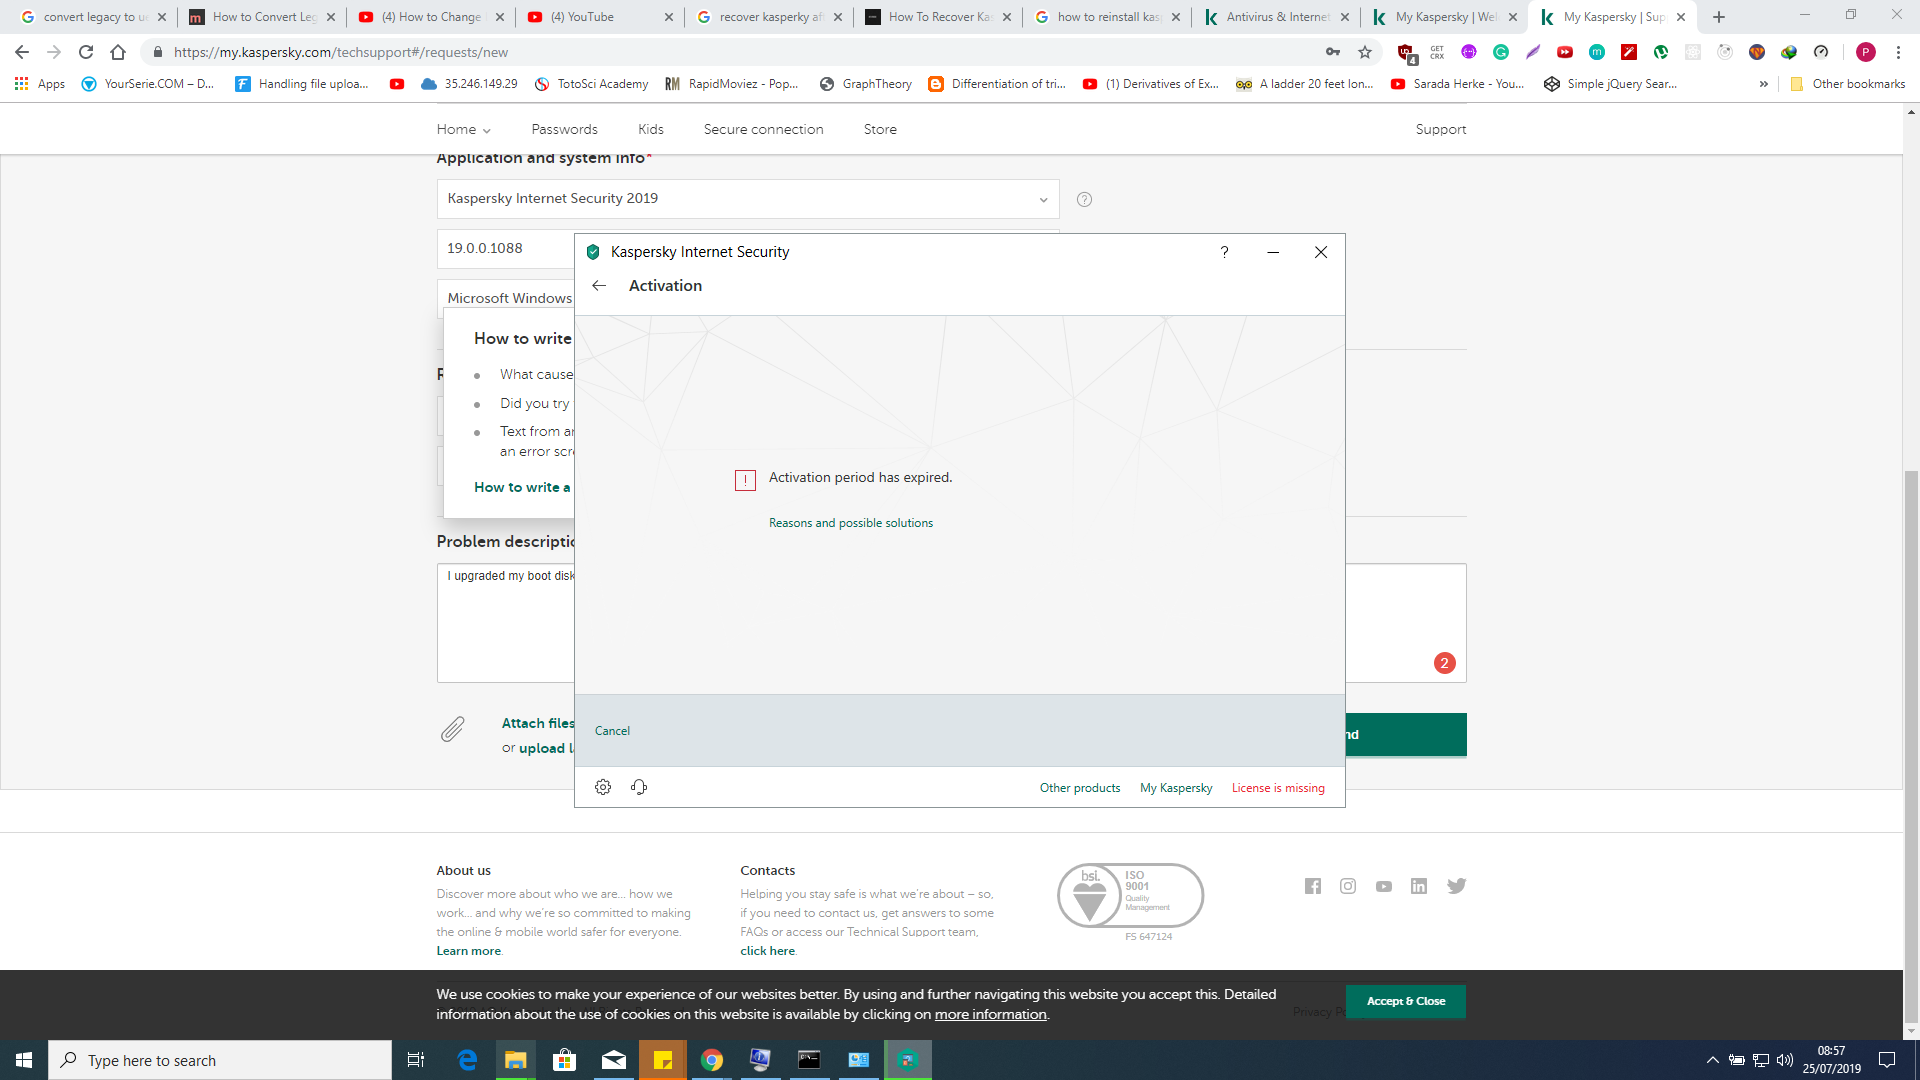 convert legacy to u
How to Convert Leg
(4) How to Change
(4) YouTube
recover kasperky af
How To Recover Ka
how to reinstall kas
Antivirus & Internet
My Kaspersky | Wel
My Kaspersky | Sup
https://my.kaspersky.com/techsupport#/requests/new
GET
CRX
4
P
Apps
YourSerie.COM – D...
Handling file uploa...
35.246.149.29
TotoSci Academy
RapidMoviez - Pop...
GraphTheory
Differentiation of tri...
(1) Derivatives of Ex...
A ladder 20 feet lon...
Sarada Herke - You...
Simple jQuery Sear...
»
Other bookmarks
Home
Passwords
Kids
Secure connection
Store
Support
Application and system info*
Kaspersky Internet Security 2019
?
19.0.0.1088
Microsoft Windows
Kaspersky Internet Security
?
Activation
How to write
What cause
Did you try
Text from an
an error scre
How to write a
! Activation period has expired.
Reasons and possible solutions
Problem descriptio
I upgraded my boot disk
2
Attach files
or upload la
nd
Cancel
Other products
My Kaspersky
License is missing
About us
Discover more about who we are... how we
work... and why we're so committed to making
the online & mobile world safer for everyone.
Learn more.
Contacts
Helping you stay safe is what we're about – so,
if you need to contact us, get answers to some
FAQs or access our Technical Support team,
click here.
bsi.
ISO
9001
Quality
Management
FS 647124
We use cookies to make your experience of our websites better. By using and further navigating this website you accept this. Detailed
information about the use of cookies on this website is available by clicking on more information.
Accept & Close
Privacy Po
Type here to search
08:57
25/07/2019